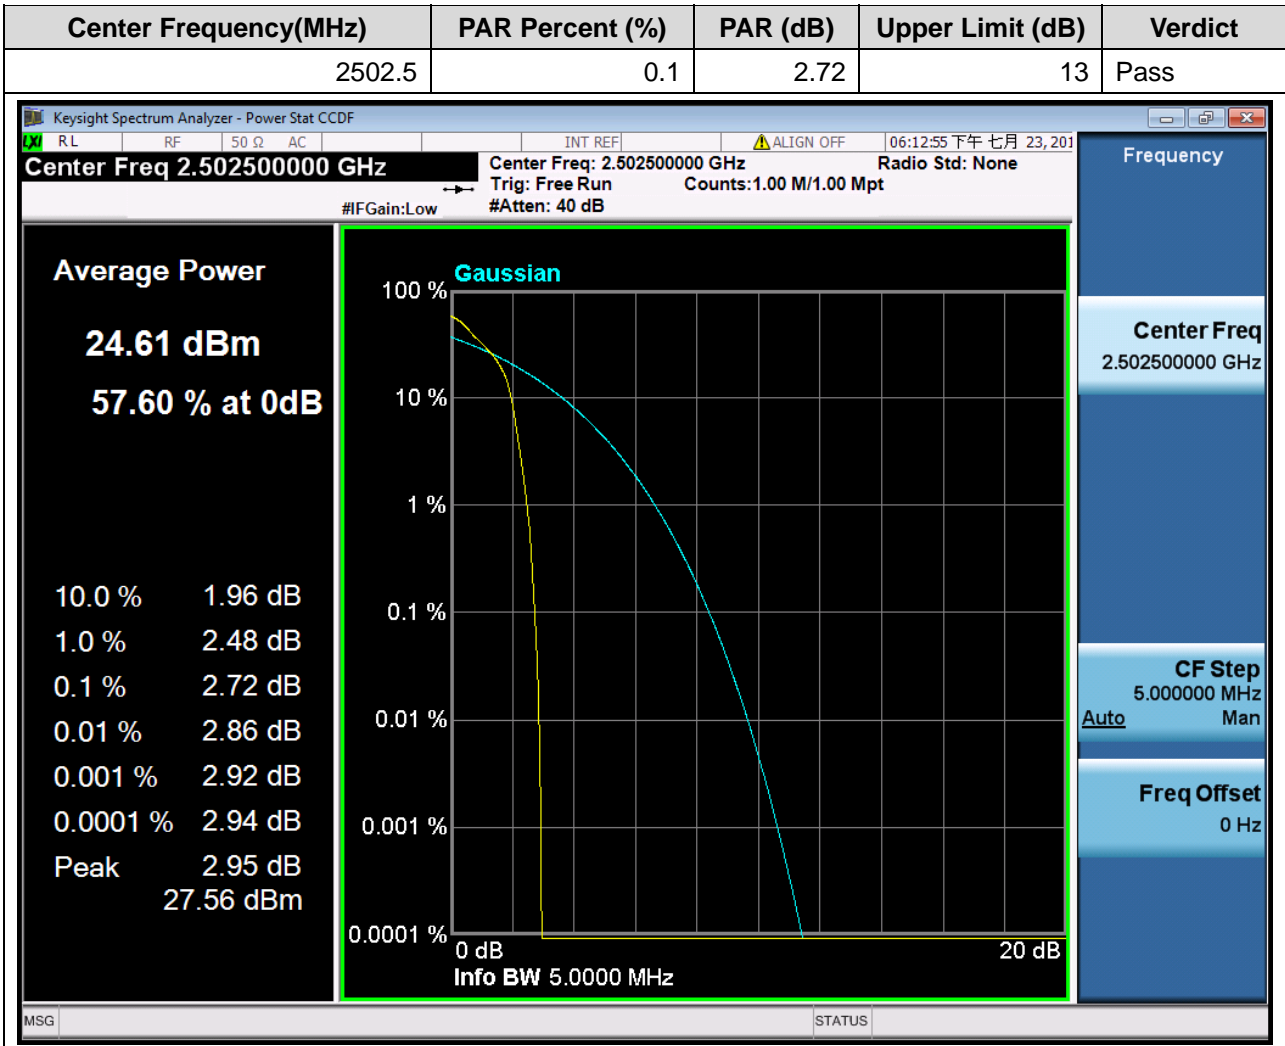 Center Frequency(MHz) PAR Percent (%) PAR (dB) Upper Limit (dB) Verdict
2502.5 0.1 2.72 13 Pass
Keysight Spectrum Analyzer - Power Stat CCDF
LXI RL RF 50 Ω AC INT REF ALIGN OFF 06:12:55 下午 七月 23, 201
Center Freq 2.502500000 GHz
Center Freq: 2.502500000 GHz Radio Std: None
Trig: Free Run Counts:1.00 M/1.00 Mpt
#IFGain:Low #Atten: 40 dB
Frequency
Average Power
24.61 dBm
57.60 % at 0dB
10.0 % 1.96 dB
1.0 % 2.48 dB
0.1 % 2.72 dB
0.01 % 2.86 dB
0.001 % 2.92 dB
0.0001 % 2.94 dB
Peak 2.95 dB
27.56 dBm
Gaussian
100 %
10 %
1 %
0.1 %
0.01 %
0.001 %
0.0001 %
0 dB 20 dB
Info BW 5.0000 MHz
Center Freq
2.502500000 GHz
CF Step
5.000000 MHz
Auto Man
Freq Offset
0 Hz
MSG STATUS